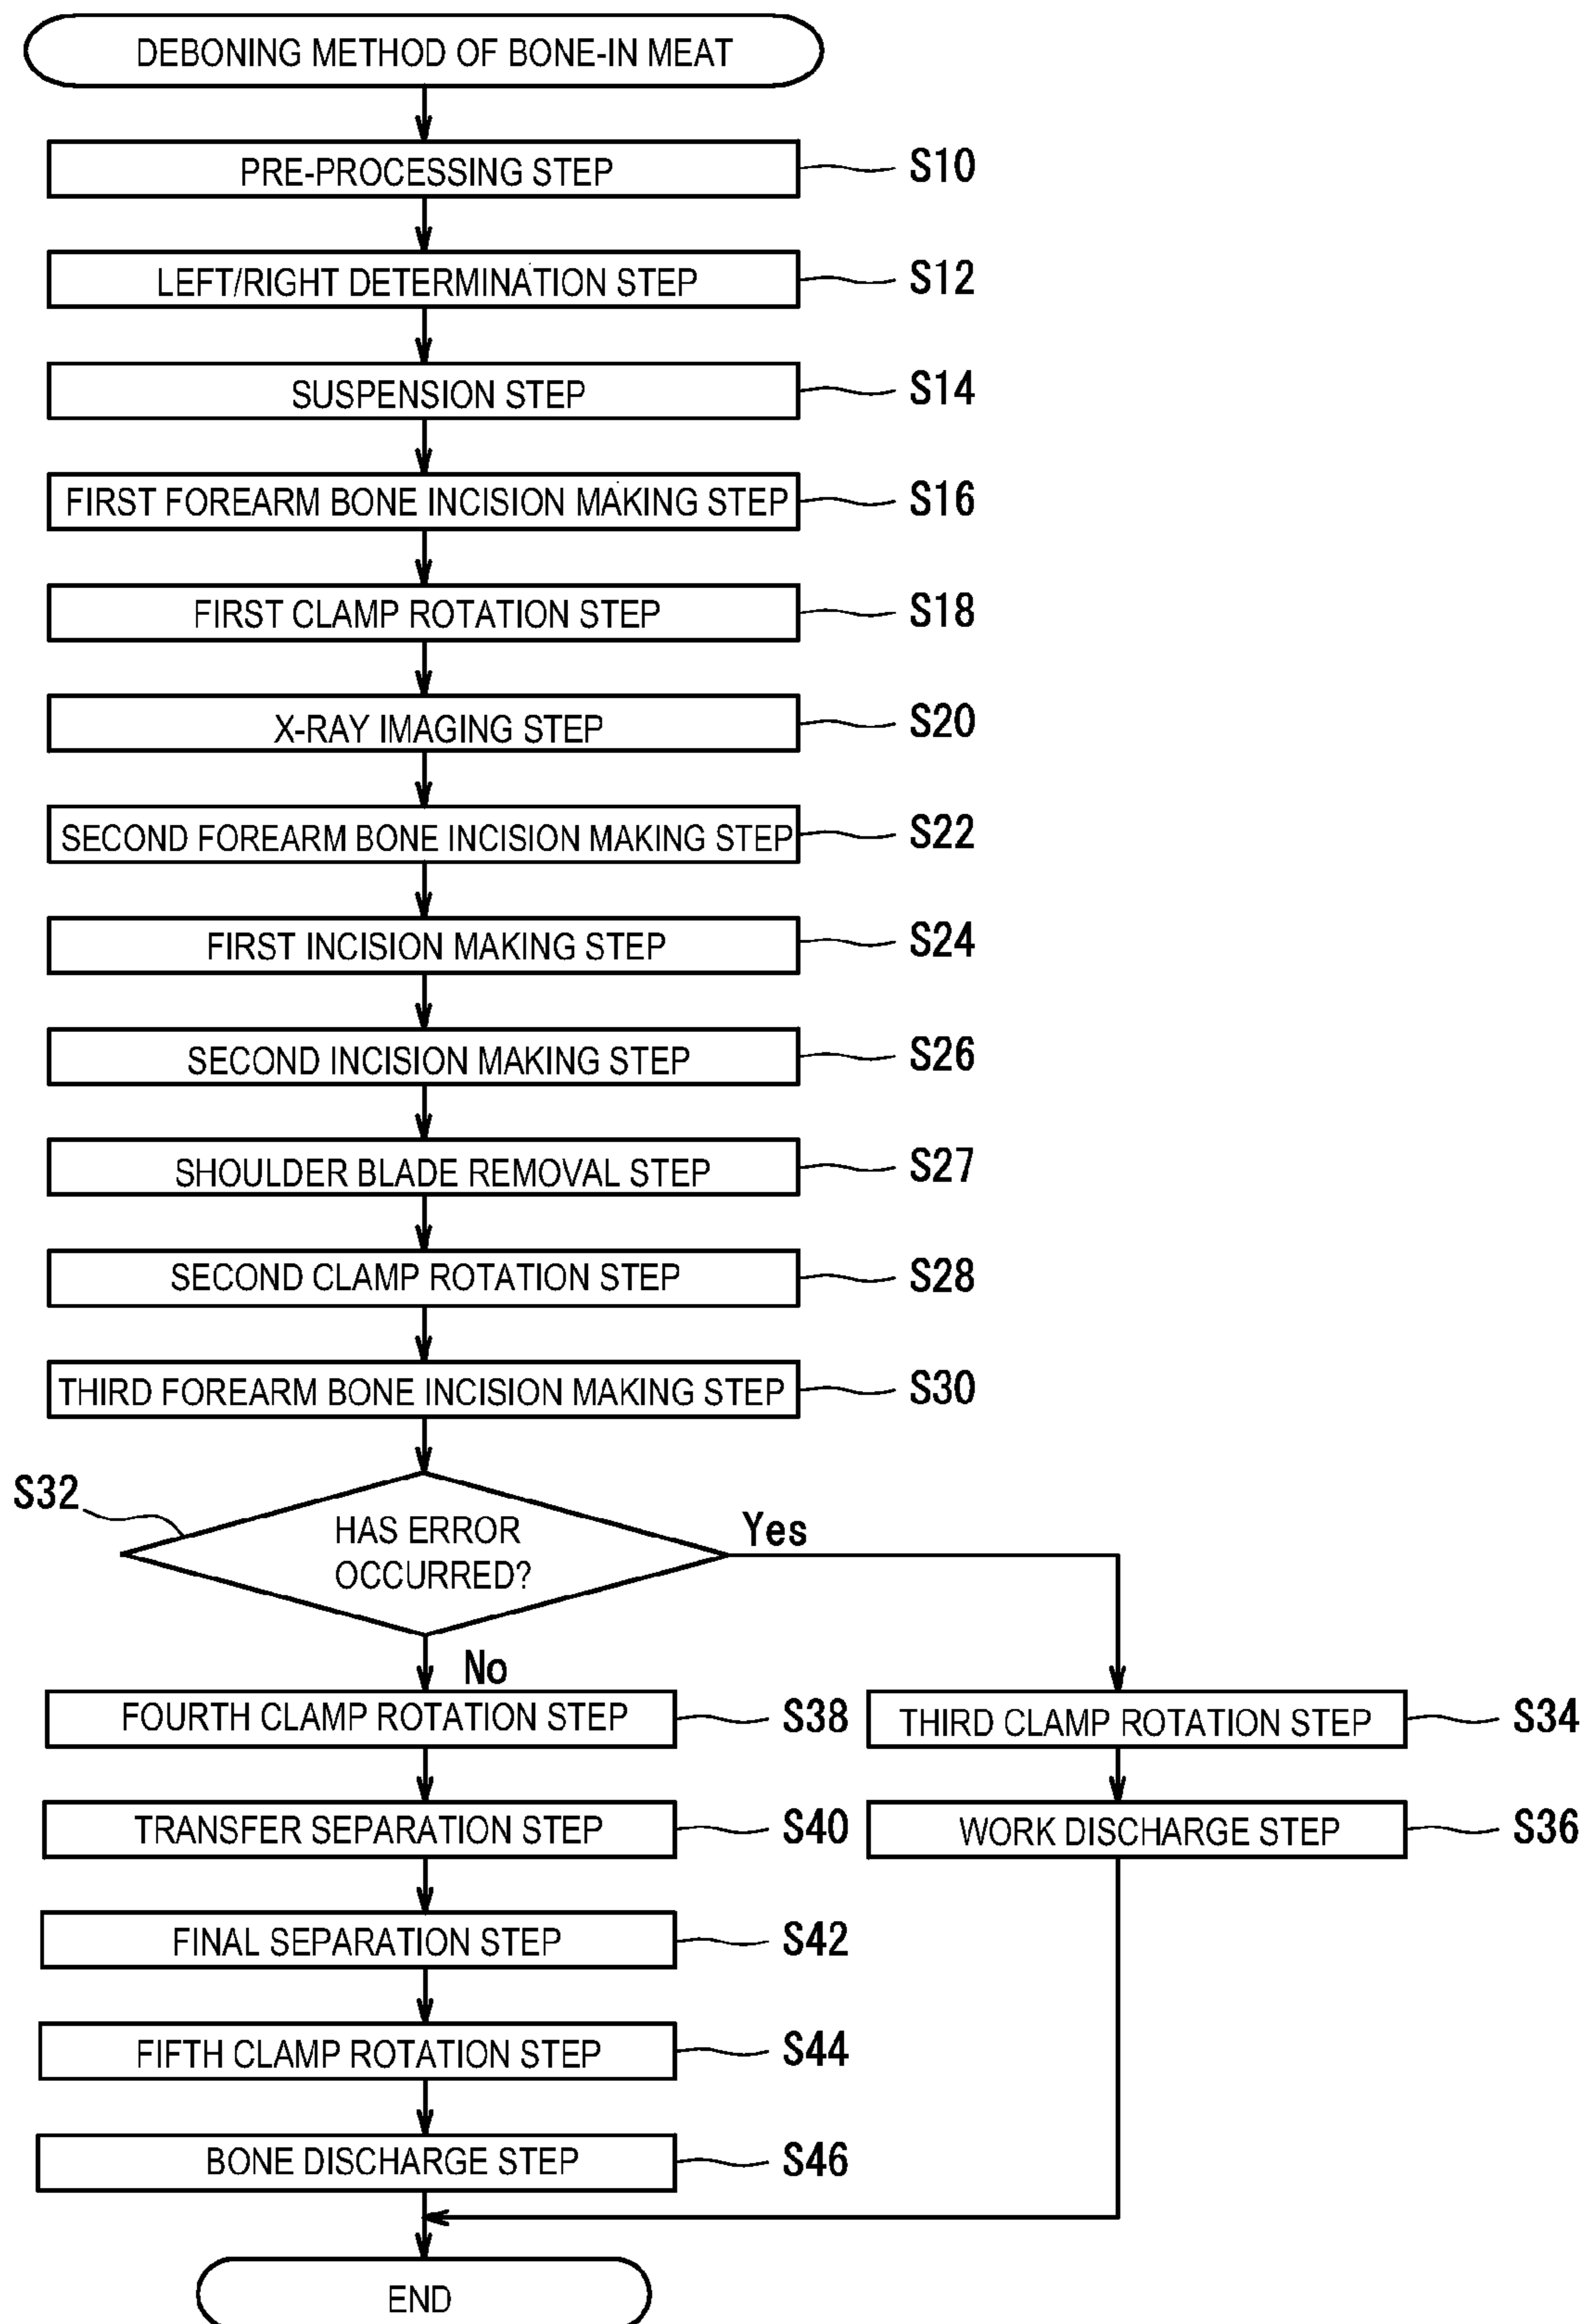 DEBONING METHOD OF BONE-IN MEAT
PRE-PROCESSING STEP S10
LEFT/RIGHT DETERMINATION STEP S12
SUSPENSION STEP S14
FIRST FOREARM BONE INCISION MAKING STEP S16
FIRST CLAMP ROTATION STEP S18
X-RAY IMAGING STEP S20
SECOND FOREARM BONE INCISION MAKING STEP S22
FIRST INCISION MAKING STEP S24
SECOND INCISION MAKING STEP S26
SHOULDER BLADE REMOVAL STEP S27
SECOND CLAMP ROTATION STEP S28
THIRD FOREARM BONE INCISION MAKING STEP S30
S32
HAS ERROR
OCCURRED?
Yes
No
FOURTH CLAMP ROTATION STEP S38
THIRD CLAMP ROTATION STEP S34
TRANSFER SEPARATION STEP S40
WORK DISCHARGE STEP S36
FINAL SEPARATION STEP S42
FIFTH CLAMP ROTATION STEP S44
BONE DISCHARGE STEP S46
END